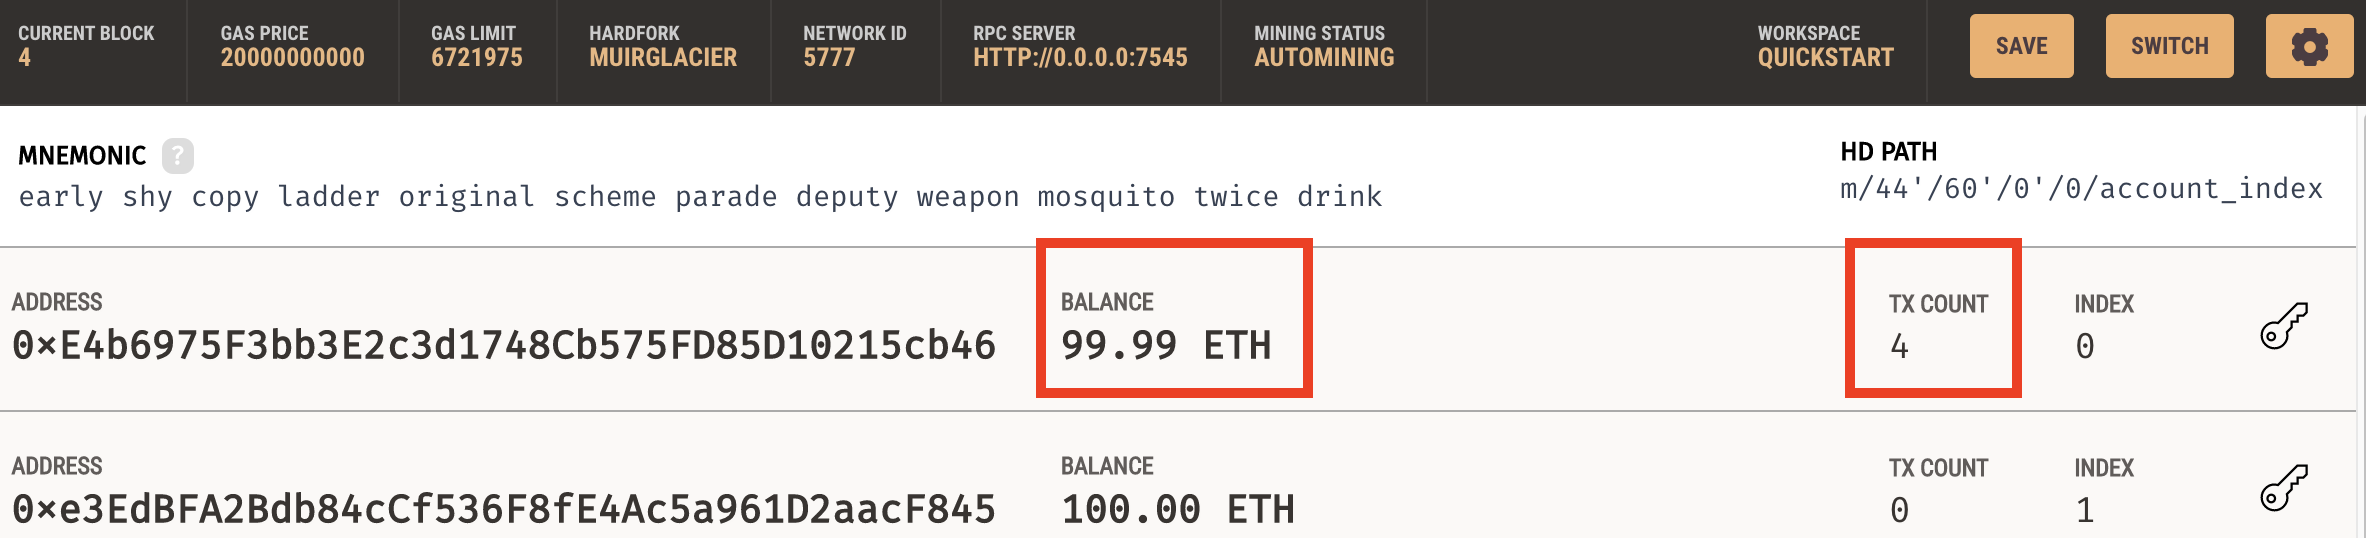 CURRENT BLOCK GAS PRICE GAS LIMIT HARDFORK NETWORK ID RPC SERVER MINING STATUS WORKSPACE
4 20000000000 6721975 MUIRGLACIER 5777 HTTP://0.0.0.0:7545 AUTOMINING QUICKSTART SAVE SWITCH
MNEMONIC ? HD PATH
early shy copy ladder original scheme parade deputy weapon mosquito twice drink m/44'/60'/0'/0/account_index
ADDRESS BALANCE TX COUNT INDEX
0×E4b6975F3bb3E2c3d1748Cb575FD85D10215cb46 99.99 ETH 4 0
ADDRESS BALANCE TX COUNT INDEX
0×e3EdBFA2Bdb84cCf536F8fE4Ac5a961D2aacF845 100.00 ETH 0 1